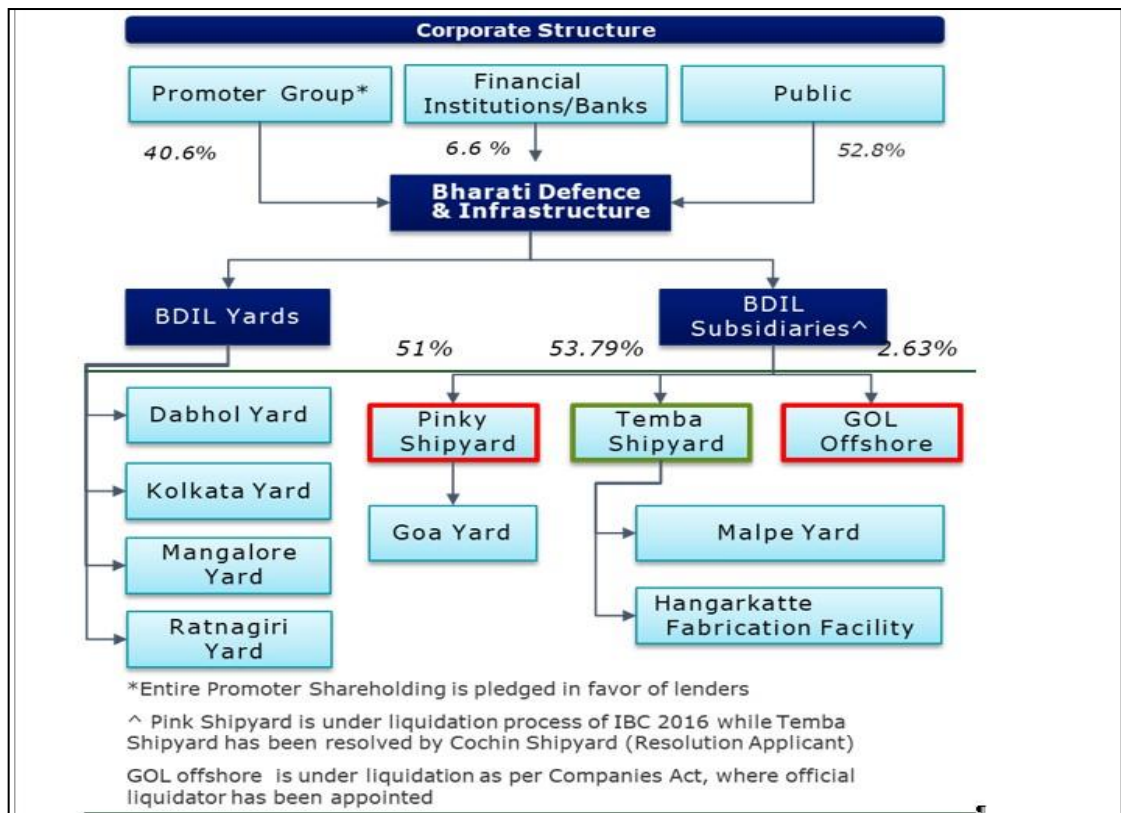 Corporate Structure
Promoter Group*
Financial
Institutions/Banks
Public
40.6%
6.6 %
52.8%
Bharati Defence
& Infrastructure
BDIL Yards
BDIL
Subsidiaries^
51%
53.79%
2.63%
Dabhol Yard
Kolkata Yard
Mangalore
Yard
Ratnagiri
Yard
Pinky
Shipyard
Temba
Shipyard
GOL
Offshore
Goa Yard
Malpe Yard
Hangarkatte
Fabrication Facility
*Entire Promoter Shareholding is pledged in favor of lenders
^ Pink Shipyard is under liquidation process of IBC 2016 while Temba
Shipyard has been resolved by Cochin Shipyard (Resolution Applicant)
GOL offshore is under liquidation as per Companies Act, where official
liquidator has been appointed
¶